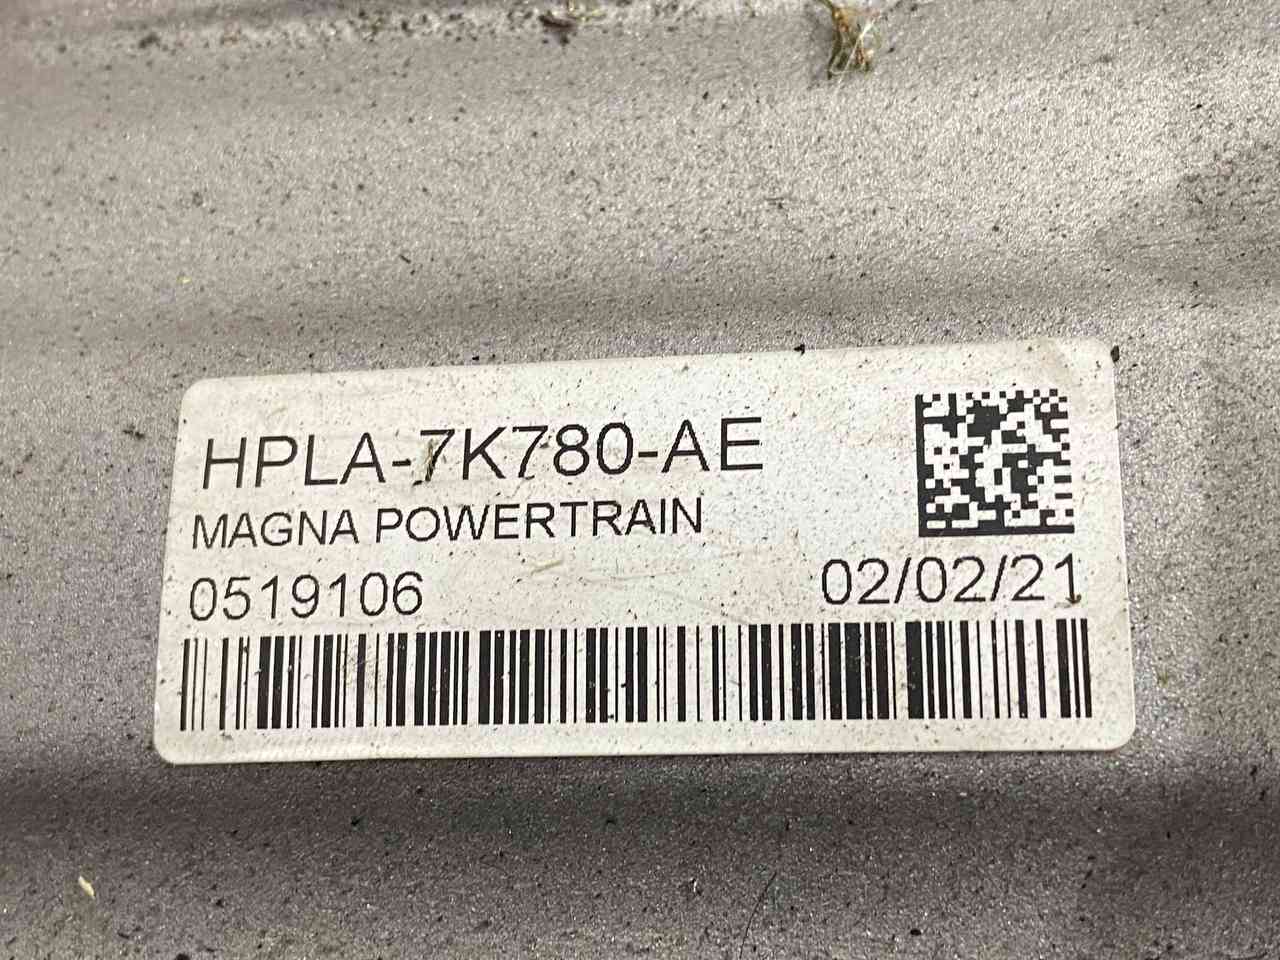 HPLA-7K780-AE
MAGNA POWERTRAIN
0519106
02/02/21